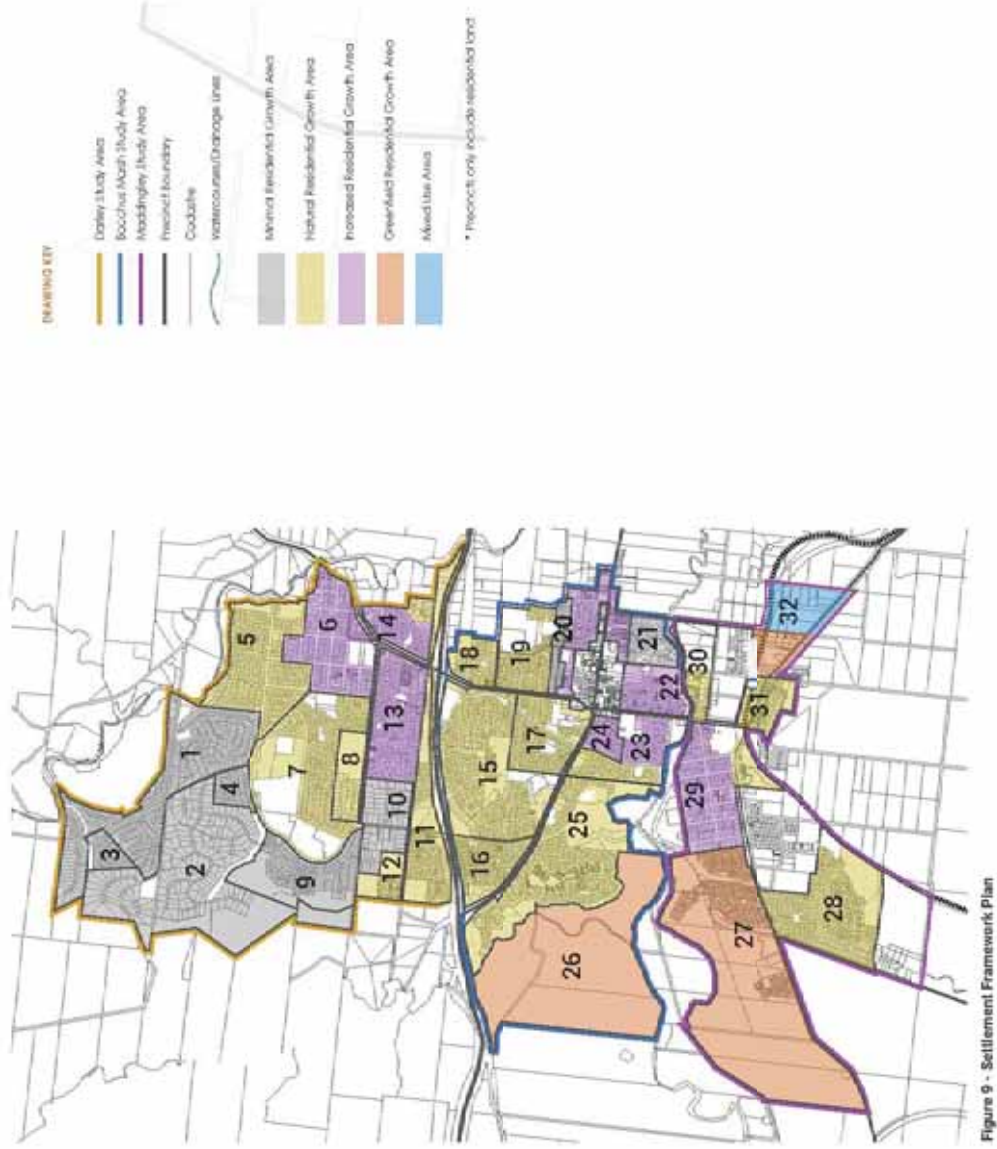 DRAWING KEY
Darley Study Area
Bacchus Marsh Study Area
Maddingley Study Area
Precinct Boundary
Cadastre
Watercourses/Drainage Lines
Minimal Residential Growth Area
Natural Residential Growth Area
Increased Residential Growth Area
Greenfield Residential Growth Area
Mixed Use Area
* Precincts only include residential land
1
2
3
4
5
6
7
8
9
10
11
12
13
14
15
16
17
18
19
20
21
22
23
24
25
26
27
28
29
30
31
32
Figure 9 - Settlement Framework Plan